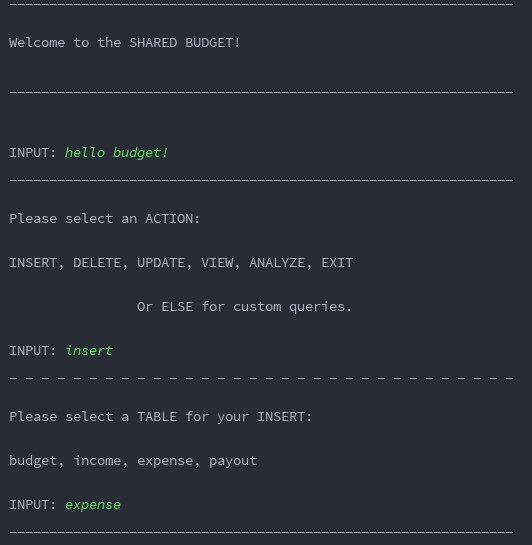 Welcome to the SHARED BUDGET!
INPUT: hello budget!
Please select an ACTION:
INSERT, DELETE, UPDATE, VIEW, ANALYZE, EXIT
Or ELSE for custom queries.
INPUT: insert
Please select a TABLE for your INSERT:
budget, income, expense, payout
INPUT: expense